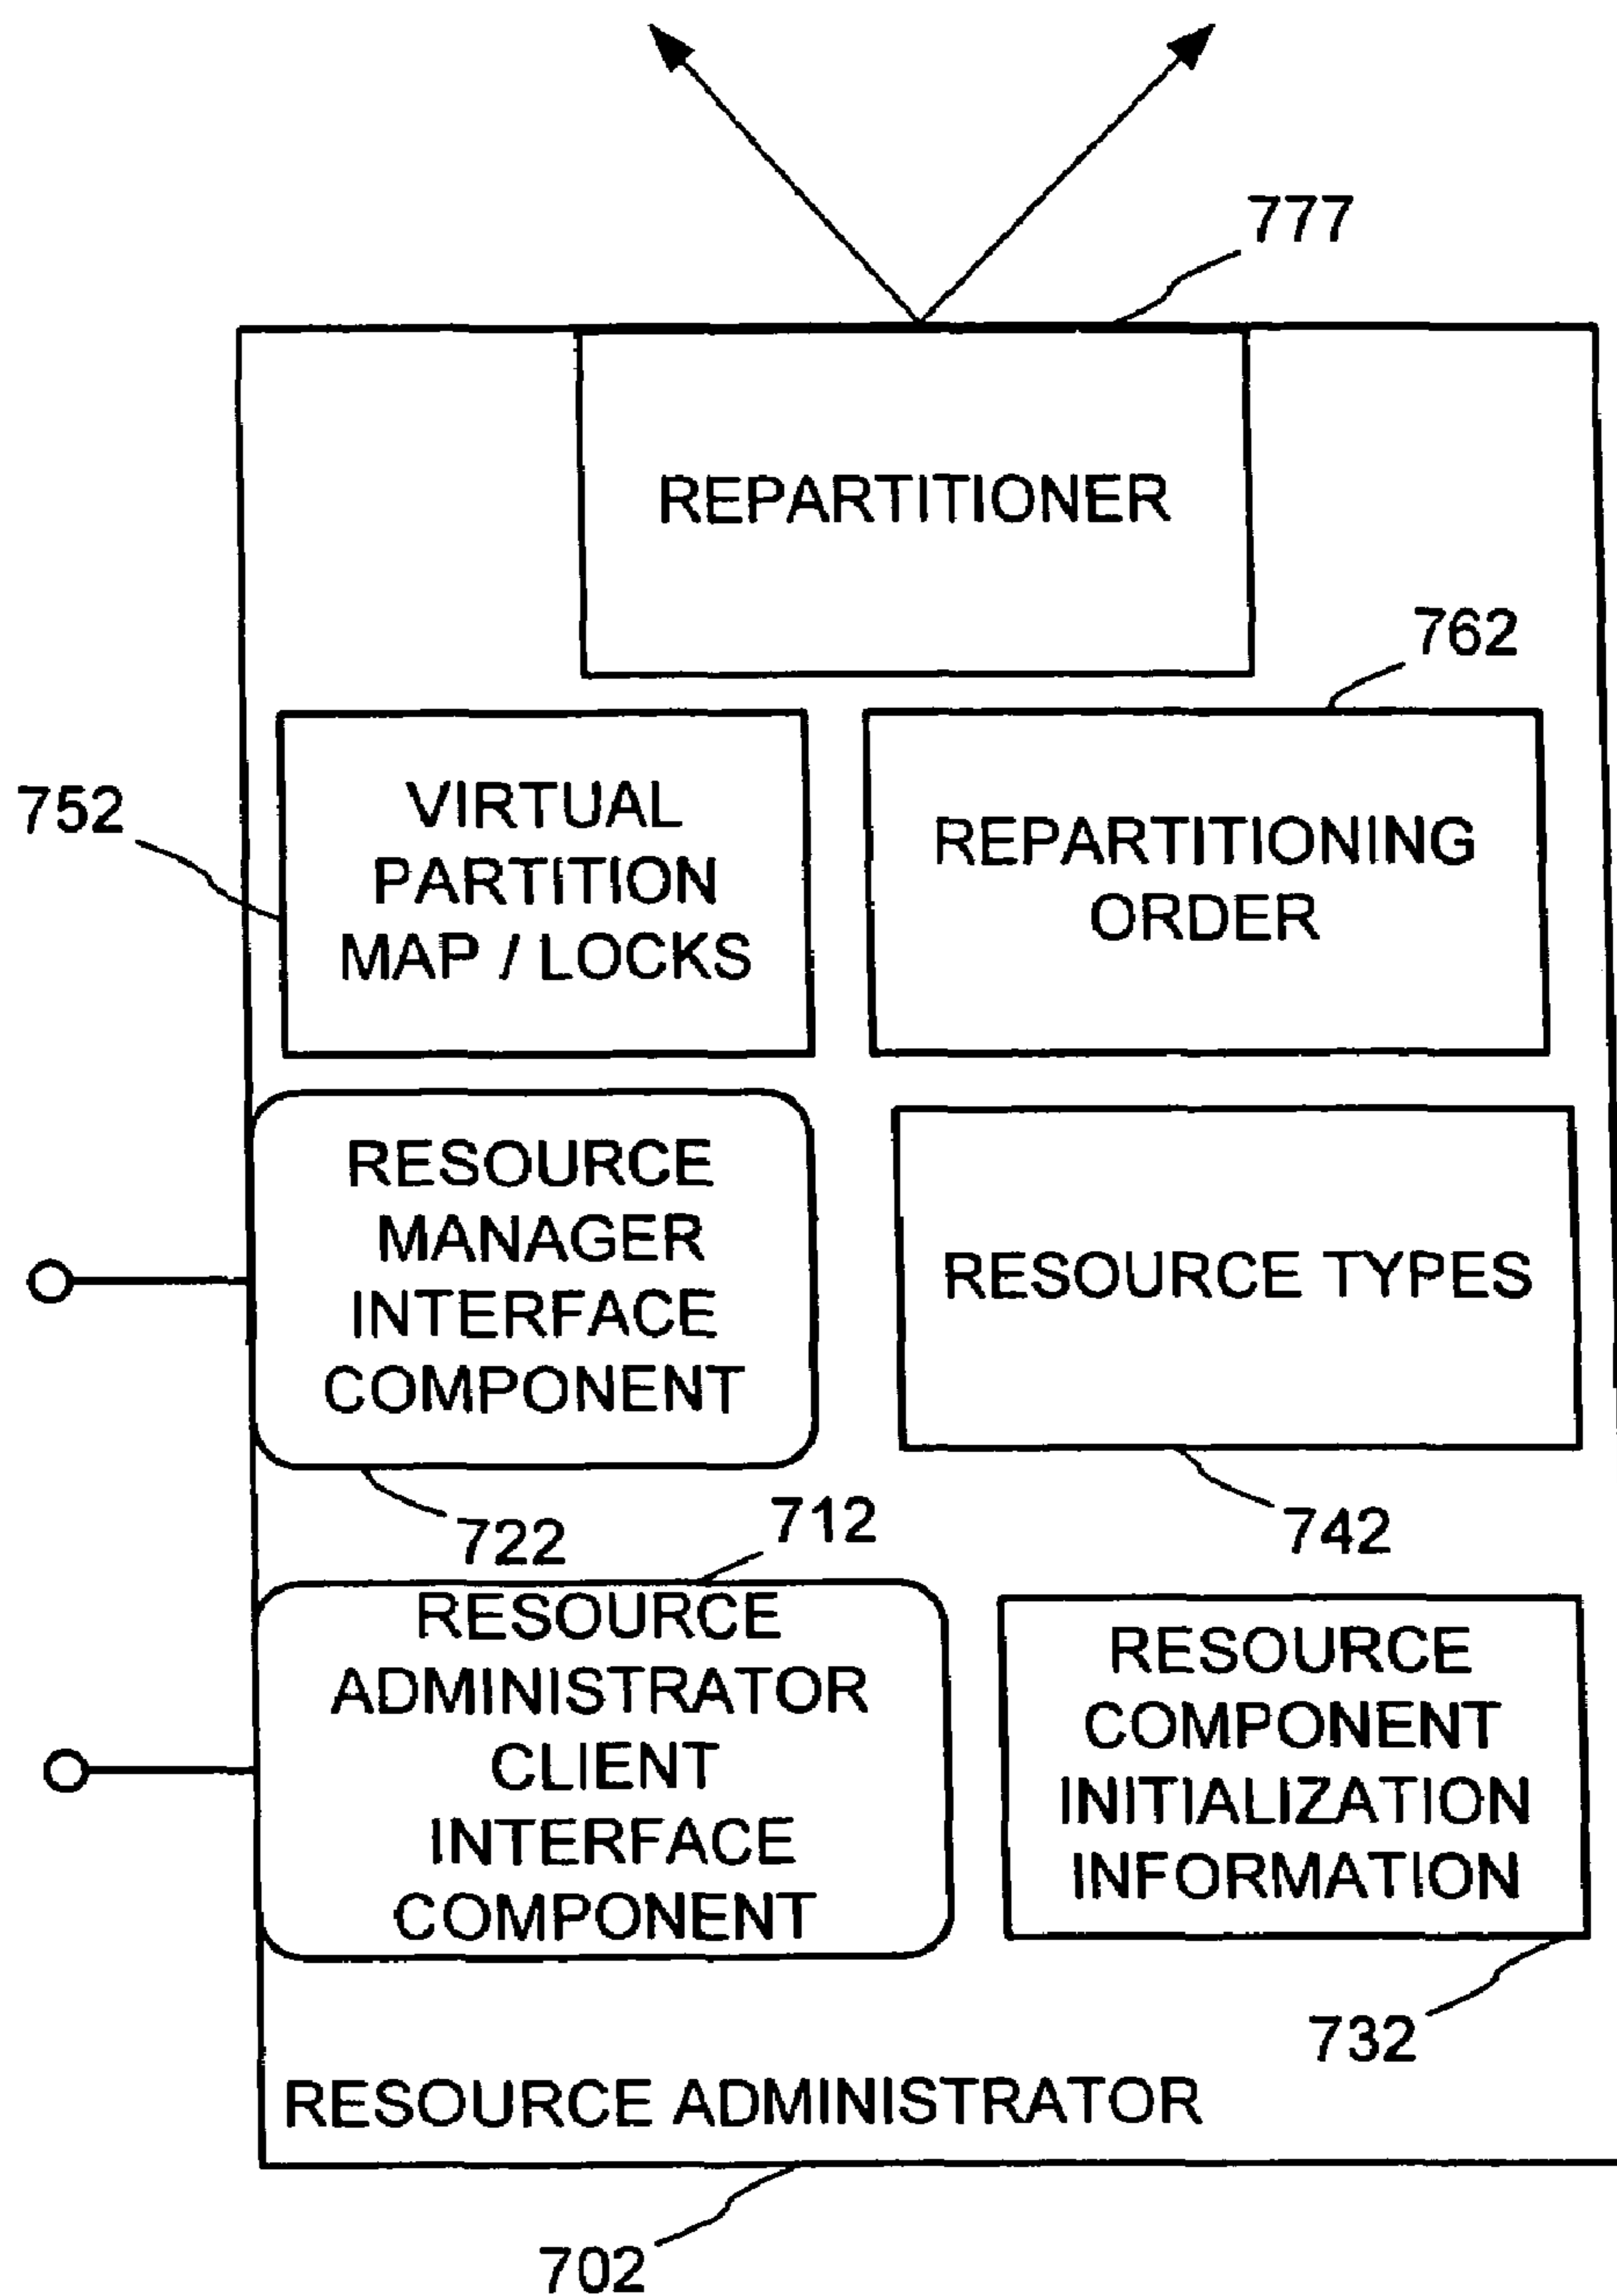 777
REPARTITIONER
762
752
VIRTUAL
PARTITION
MAP / LOCKS
REPARTITIONING
ORDER
RESOURCE
MANAGER
INTERFACE
COMPONENT
RESOURCE TYPES
722
712
742
RESOURCE
ADMINISTRATOR
CLIENT
INTERFACE
COMPONENT
RESOURCE
COMPONENT
INITIALIZATION
INFORMATION
732
RESOURCE ADMINISTRATOR
702